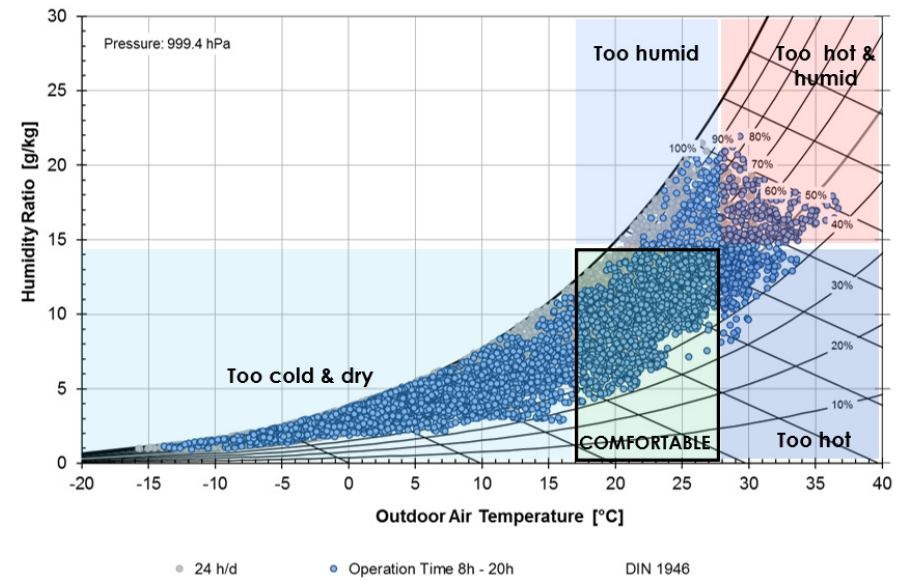 30
25
20
15
10
5
0
Humidity Ratio [g/kg]
Pressure: 999.4 hPa
Too humid
Too hot &
humid
100%
90%
80%
70%
60%
50%
40%
30%
20%
10%
Too cold & dry
COMFORTABLE
Too hot
-20 -15 -10 -5 0 5 10 15 20 25 30 35 40
Outdoor Air Temperature [°C]
24 h/d
Operation Time 8h - 20h
DIN 1946